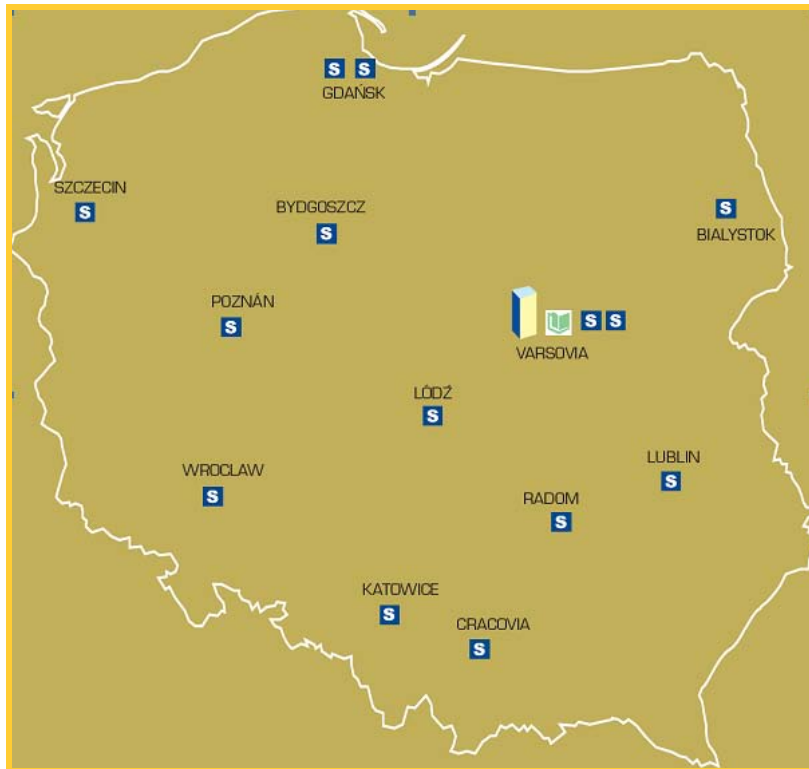 S S
GDAŃSK
SZCZECIN
S
BYDGOSZCZ
S
S
BIALYSTOK
POZNÁN
S
S S
VARSOVIA
LÓDŹ
S
WROCLAW
S
LUBLIN
S
RADOM
S
KATOWICE
S
CRACOVIA
S